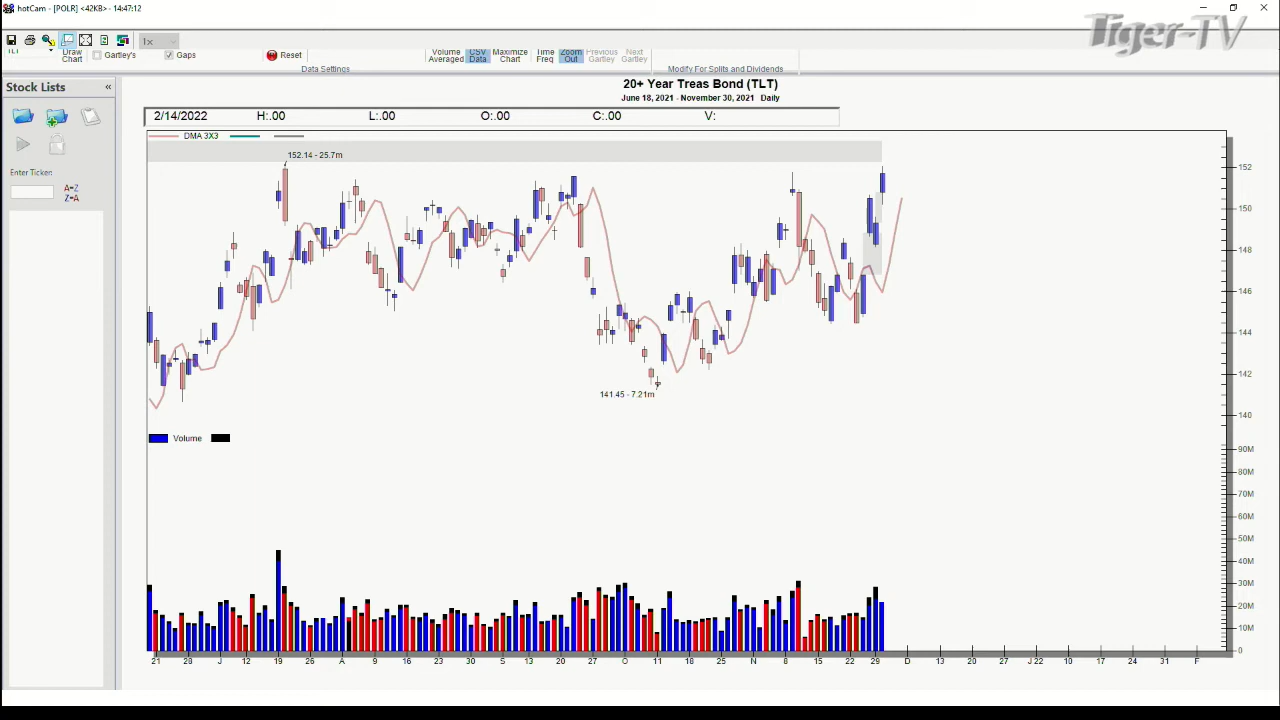 hotCam - [POLR] <42KB> - 14:47:12
Tiger-TV
1x
TLT
Draw Chart
Gartley's
Gaps
Reset
Volume Averaged
CSV Data
Maximize Chart
Time Freq
Zoom Out
Previous Gartley
Next Gartley
Data Settings
Modify For Splits and Dividends
Stock Lists «
Enter Ticker:
A=Z
Z=A
20+ Year Treas Bond (TLT)
June 18, 2021 - November 30, 2021 Daily
2/14/2022 H:.00 L:.00 O:.00 C:.00 V:
DMA 3X3
152.14 - 25.7m
141.45 - 7.21m
152
150
148
146
144
142
140
Volume
90M
80M
70M
60M
50M
40M
30M
20M
10M
0
21 28 J 12 19 26 A 9 16 23 30 S 13 20 27 O 11 18 25 N 8 15 22 29 D 13 20 27 J 22 10 17 24 31 F